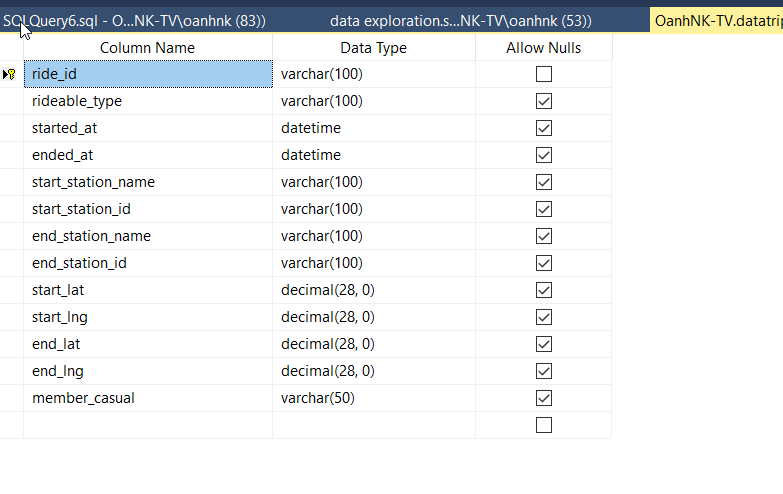 SQLQuery6.sql - O...NK-TV\oanhnk (83)) data exploration.s...NK-TV\oanhnk (53)) OanhNK-TV.datatrip
Column Name Data Type Allow Nulls
ride_id varchar(100)
rideable_type varchar(100)
started_at datetime
ended_at datetime
start_station_name varchar(100)
start_station_id varchar(100)
end_station_name varchar(100)
end_station_id varchar(100)
start_lat decimal(28, 0)
start_lng decimal(28, 0)
end_lat decimal(28, 0)
end_lng decimal(28, 0)
member_casual varchar(50)